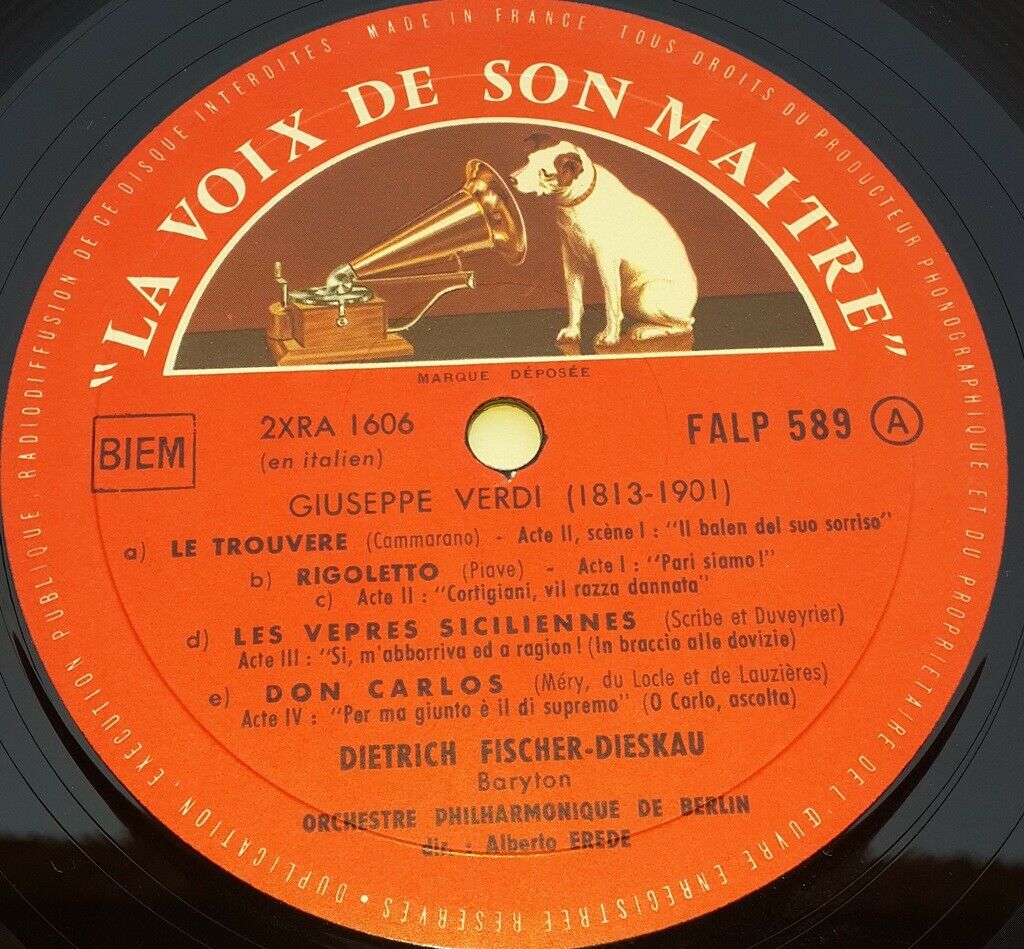 DUPLICATION, EXECUTION PUBLIQUE, RADIODIFFUSION DE CE DISQUE INTERDITES . MADE IN FRANCE . TOUS DROITS DU PRODUCTEUR PHONOGRAPHIQUE ET DU PROPRIETAIRE DE L'ŒUVRE ENREGISTREE RESERVES •
"LA VOIX DE SON MAITRE"
MARQUE DÉPOSÉE
BIEM
2XRA 1606
(en italien)
FALP 589 A
GIUSEPPE VERDI (1813-1901)
a) LE TROUVERE (Cammarano) - Acte II, scène I : "Il balen del suo sorriso"
b) RIGOLETTO (Piave) - Acte I : "Pari siamo!"
c) Acte II : "Cortigiani, vil razza dannata"
d) LES VEPRES SICILIENNES (Scribe et Duveyrier)
Acte III : "Si, m'abborriva ed a ragion! (In braccio alle dovizie)
e) DON CARLOS (Méry, du Locle et de Lauzières)
Acte IV : "Per ma giunto è il di supremo" (O Carlo, ascolta)
DIETRICH FISCHER-DIESKAU
Baryton
ORCHESTRE PHILHARMONIQUE DE BERLIN
dir. : Alberto EREDE